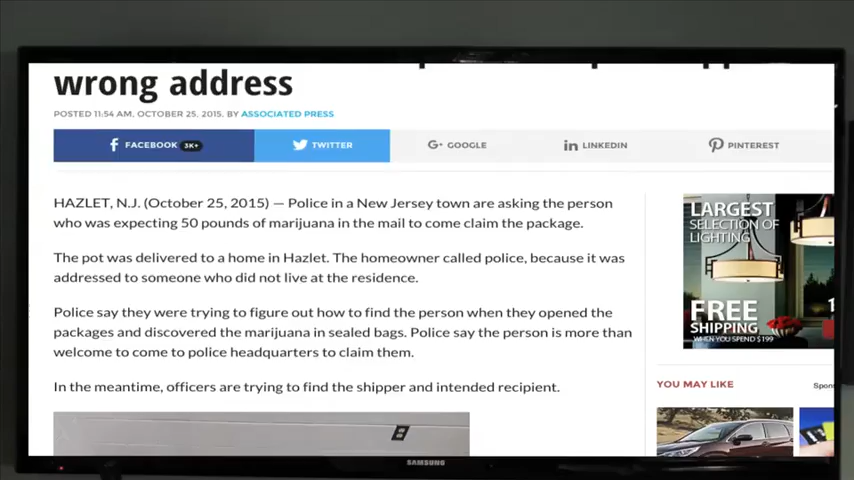 wrong address
POSTED 11:54 AM, OCTOBER 25, 2015. BY ASSOCIATED PRESS
FACEBOOK 3K+ TWITTER GOOGLE LINKEDIN PINTEREST
HAZLET, N.J. (October 25, 2015) — Police in a New Jersey town are asking the person
who was expecting 50 pounds of marijuana in the mail to come claim the package.
The pot was delivered to a home in Hazlet. The homeowner called police, because it was
addressed to someone who did not live at the residence.
Police say they were trying to figure out how to find the person when they opened the
packages and discovered the marijuana in sealed bags. Police say the person is more than
welcome to come to police headquarters to claim them.
In the meantime, officers are trying to find the shipper and intended recipient.
LARGEST
SELECTION OF
LIGHTING
FREE
SHIPPING
WHEN YOU SPEND $199
YOU MAY LIKE
SAMSUNG